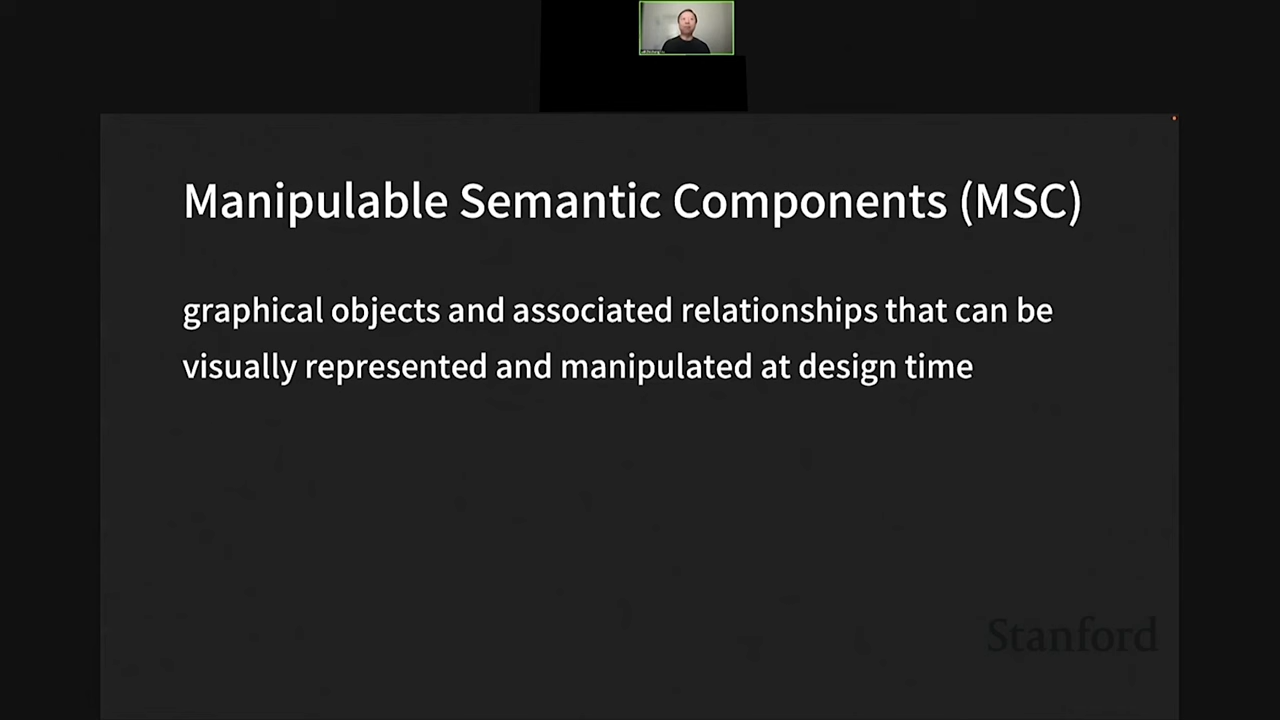 Manipulable Semantic Components (MSC)
graphical objects and associated relationships that can be
visually represented and manipulated at design time
Stanford